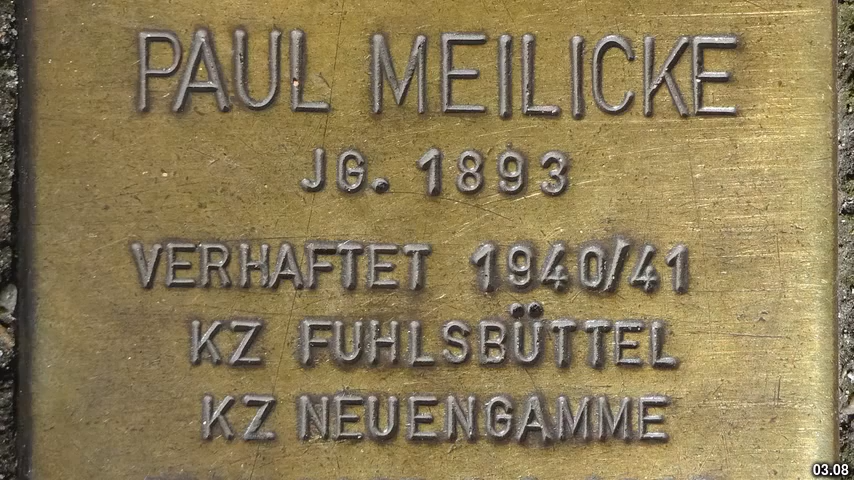 PAUL MEILICKE
JG. 1893
VERHAFTET 1940/41
KZ FUHLSBÜTTEL
KZ NEUENGAMME
03.08